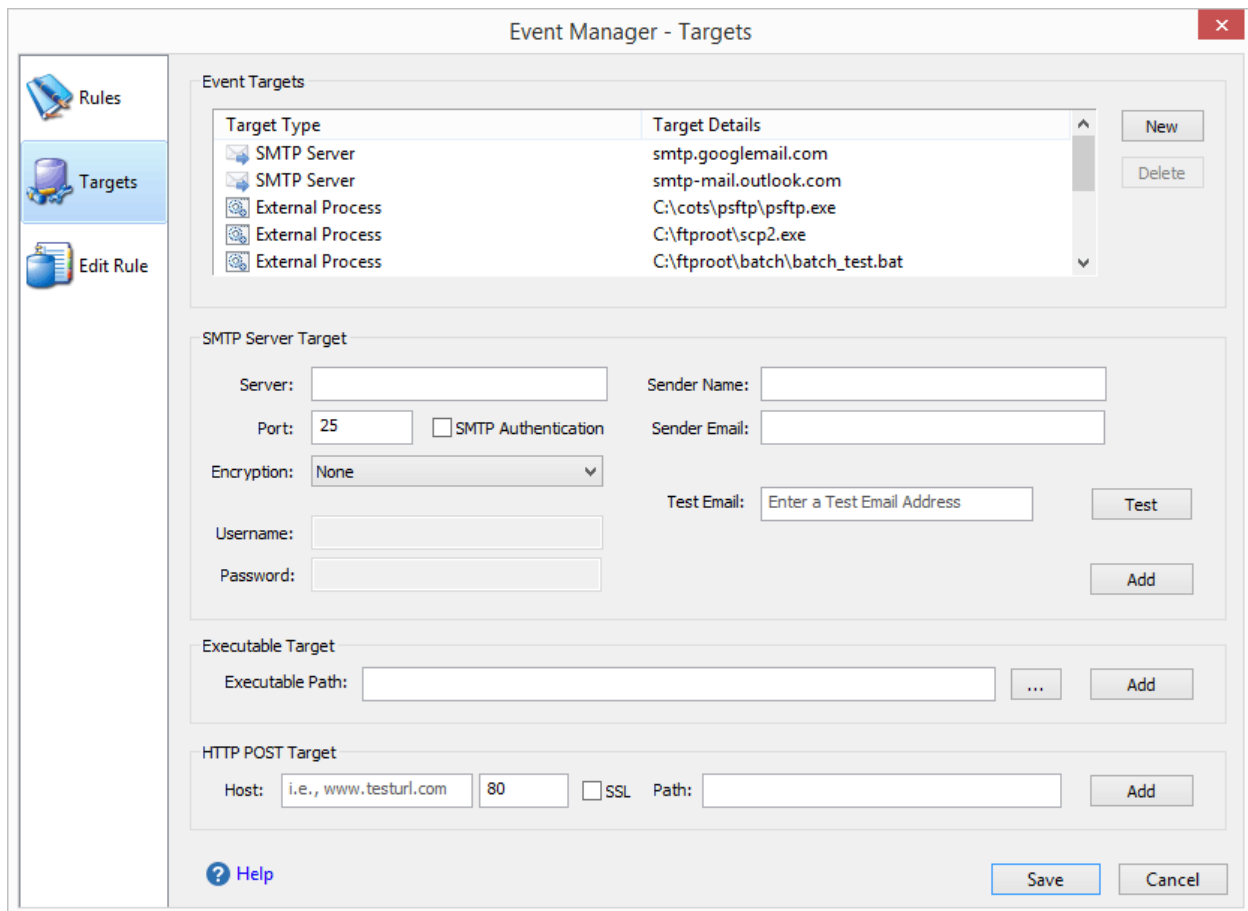 Event Manager - Targets
Rules
Targets
Edit Rule
Event Targets
Target Type Target Details
SMTP Server smtp.googlemail.com
SMTP Server smtp-mail.outlook.com
External Process C:\cots\psftp\psftp.exe
External Process C:\ftproot\scp2.exe
External Process C:\ftproot\batch\batch_test.bat
New
Delete
SMTP Server Target
Server: Sender Name:
Port: 25 SMTP Authentication Sender Email:
Encryption: None
Test Email: Enter a Test Email Address Test
Username:
Password: Add
Executable Target
Executable Path: ... Add
HTTP POST Target
Host: i.e., www.testurl.com 80 SSL Path: Add
? Help
Save Cancel